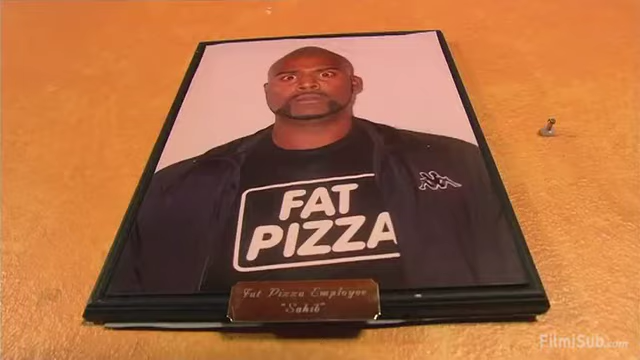 FAT
PIZZA
Fat Pizza Employee
"Sahib"
FilmiSub.com